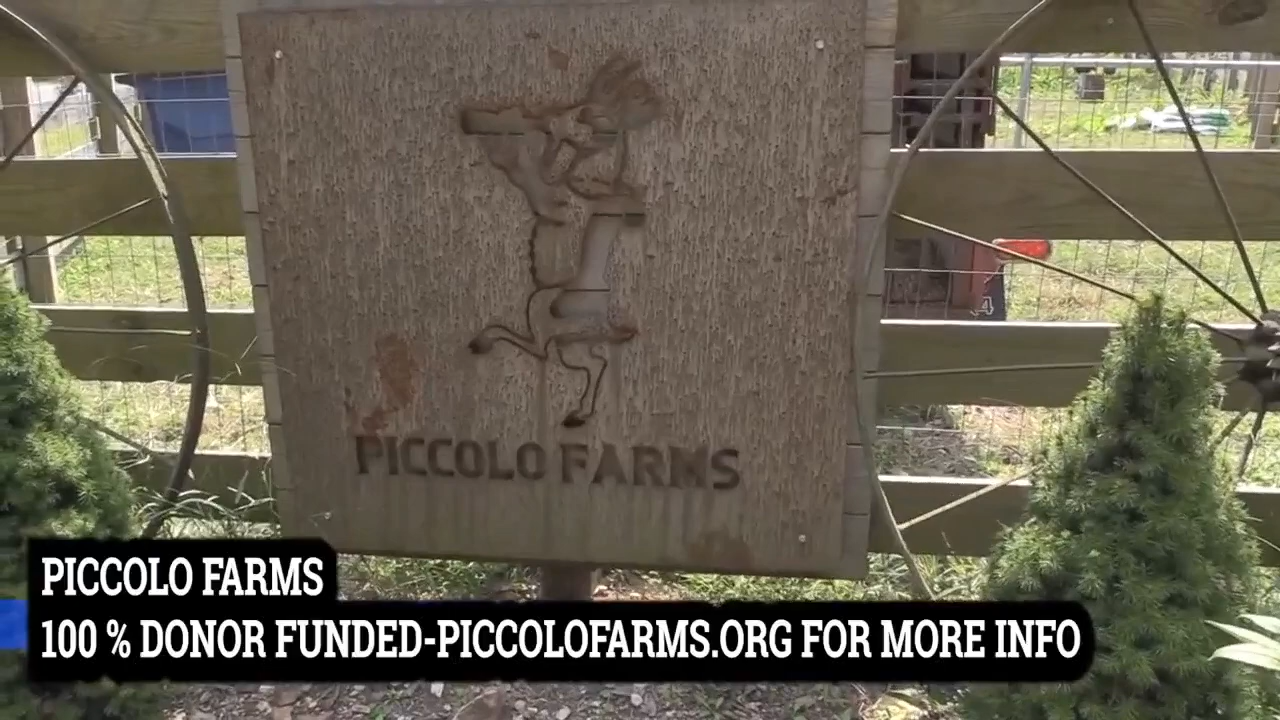 PICCOLO FARMS
PICCOLO FARMS
100 % DONOR FUNDED-PICCOLOFARMS.ORG FOR MORE INFO